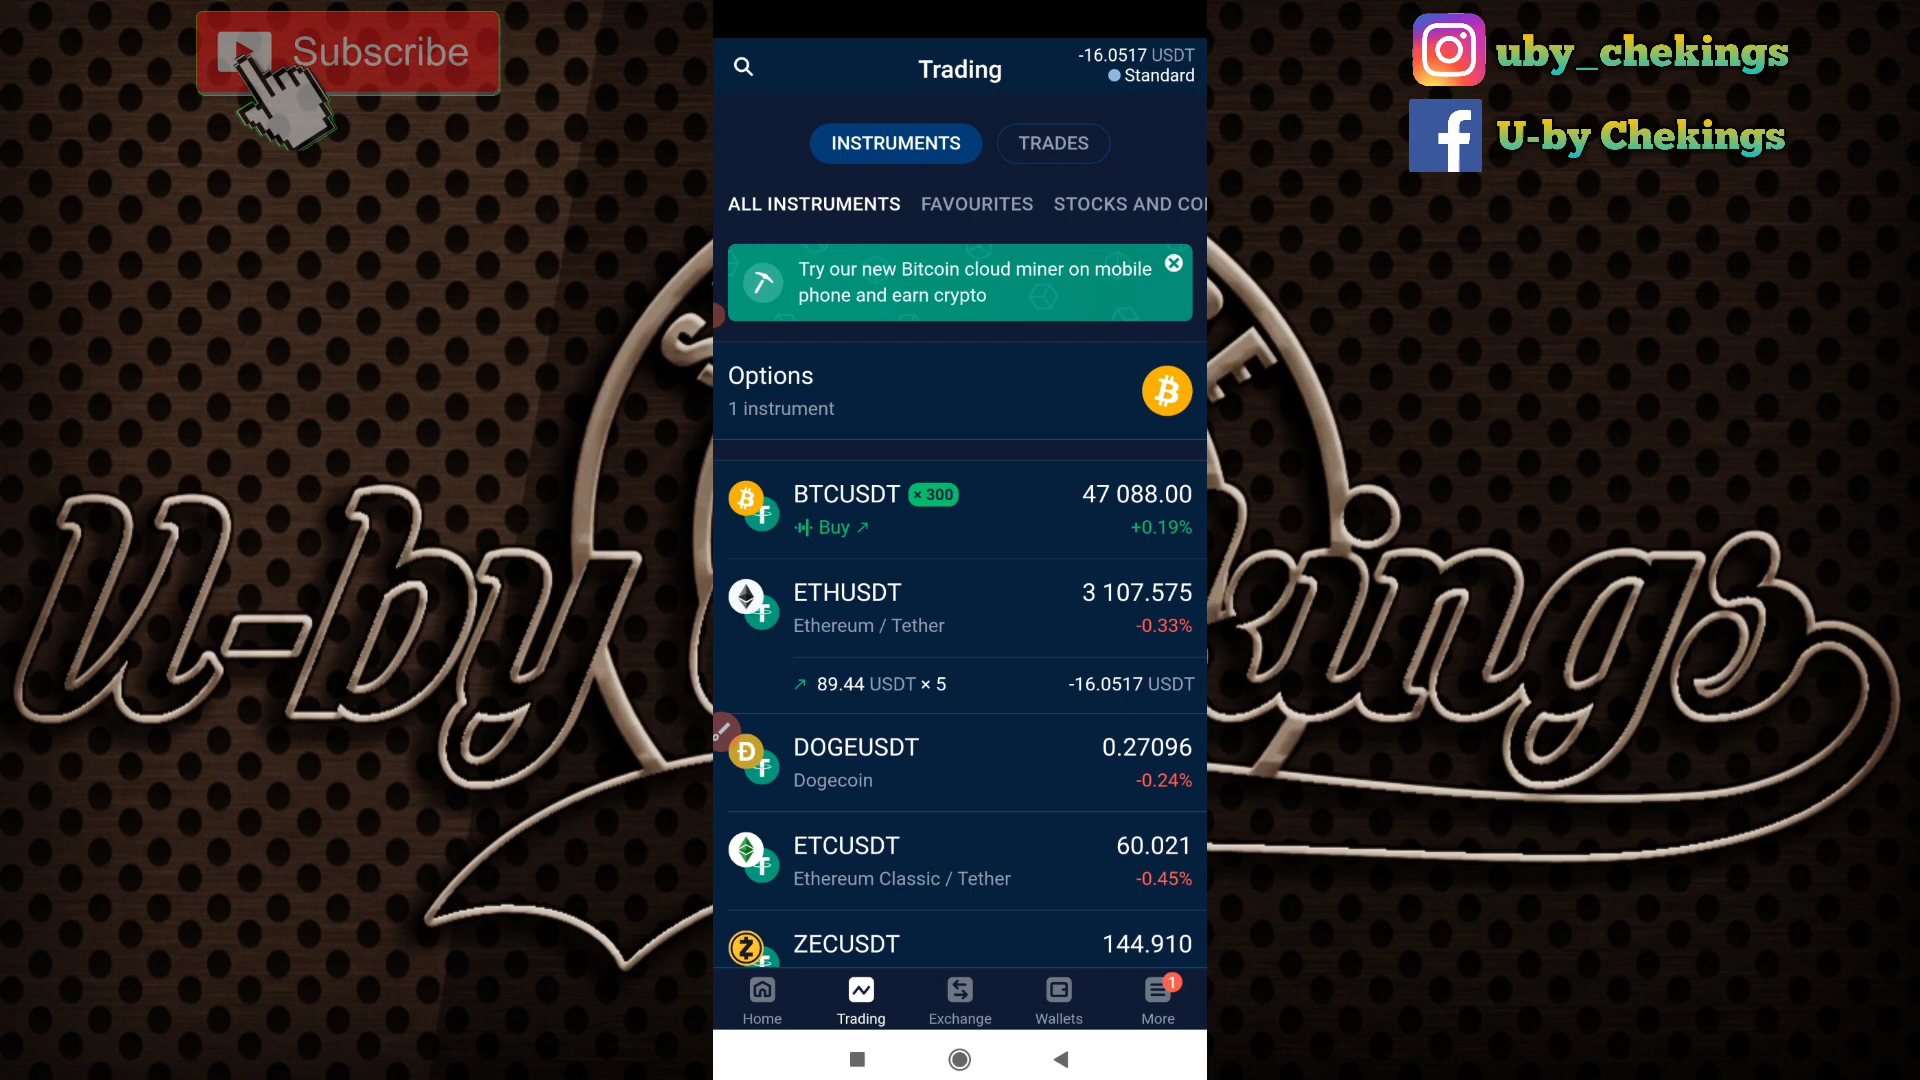 Subscribe
uby_chekings
U-by Chekings
-16.0517 USDT
Trading
Standard
INSTRUMENTS
TRADES
ALL INSTRUMENTS
FAVOURITES
STOCKS AND CO
Try our new Bitcoin cloud miner on mobile
phone and earn crypto
Options
1 instrument
BTCUSDT × 300
47 088.00
Buy ↗
+0.19%
ETHUSDT
3 107.575
Ethereum / Tether
-0.33%
↗ 89.44 USDT × 5
-16.0517 USDT
DOGEUSDT
0.27096
Dogecoin
-0.24%
ETCUSDT
60.021
Ethereum Classic / Tether
-0.45%
ZECUSDT
144.910
1
Home
Trading
Exchange
Wallets
More
U-by
kings